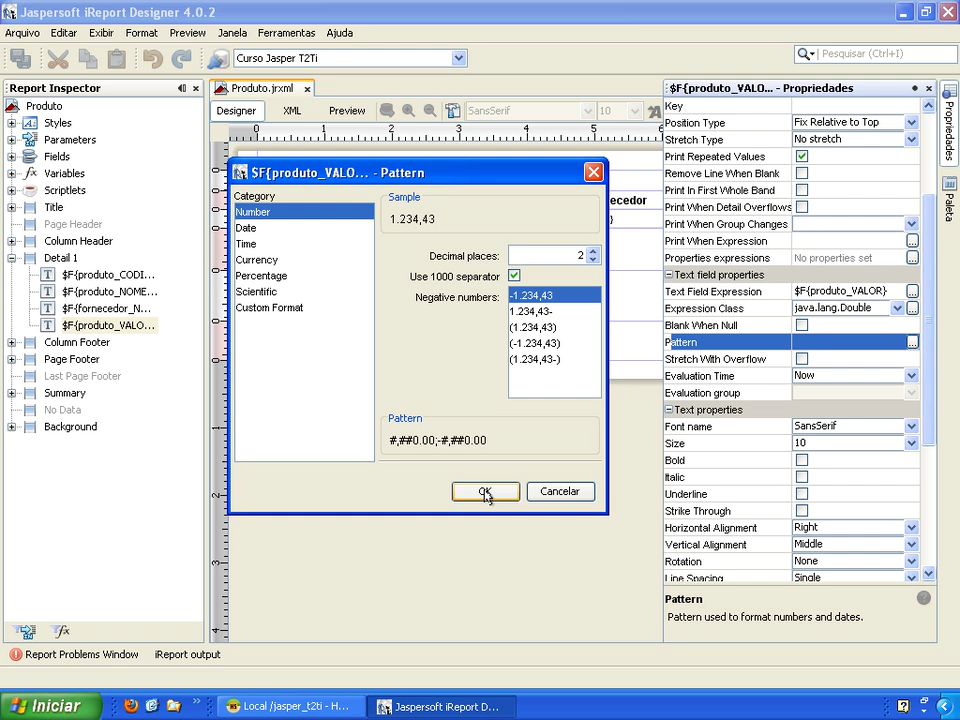 Jaspersoft iReport Designer 4.0.2
Arquivo Editar Exibir Format Preview Janela Ferramentas Ajuda
Curso Jasper T2Ti
Pesquisar (Ctrl+I)
Report Inspector
Produto.jrxml
$F{produto_VALO... - Propriedades
Designer XML Preview SansSerif 10
Produto
Styles
Parameters
Fields
Variables
Scriptlets
Title
Page Header
Column Header
Detail 1
$F{produto_CODI...
$F{produto_NOME...
$F{fornecedor_N...
$F{produto_VALO...
Column Footer
Page Footer
Last Page Footer
Summary
No Data
Background
0 1 2 3 4 5
ecedor
$F{produto_VALO... - Pattern
Category
Number
Date
Time
Currency
Percentage
Scientific
Custom Format
Sample
1.234,43
Decimal places: 2
Use 1000 separator
Negative numbers:
-1.234,43
1.234,43-
(1.234,43)
(-1.234,43)
(1.234,43-)
Pattern
#,##0.00;-#,##0.00
OK Cancelar
Key
Position Type Fix Relative to Top
Stretch Type No stretch
Print Repeated Values
Remove Line When Blank
Print In First Whole Band
Print When Detail Overflows
Print When Group Changes
Print When Expression
Properties expressions No properties set
Text field properties
Text Field Expression $F{produto_VALOR}
Expression Class java.lang.Double
Blank When Null
Pattern
Stretch With Overflow
Evaluation Time Now
Evaluation group
Text properties
Font name SansSerif
Size 10
Bold
Italic
Underline
Strike Through
Horizontal Alignment Right
Vertical Alignment Middle
Rotation None
Line Spacing Single
Pattern
Pattern used to format numbers and dates.
Propriedades
Paleta
Report Problems Window iReport output
Iniciar
Local /jasper_t2ti - H...
Jaspersoft iReport D...